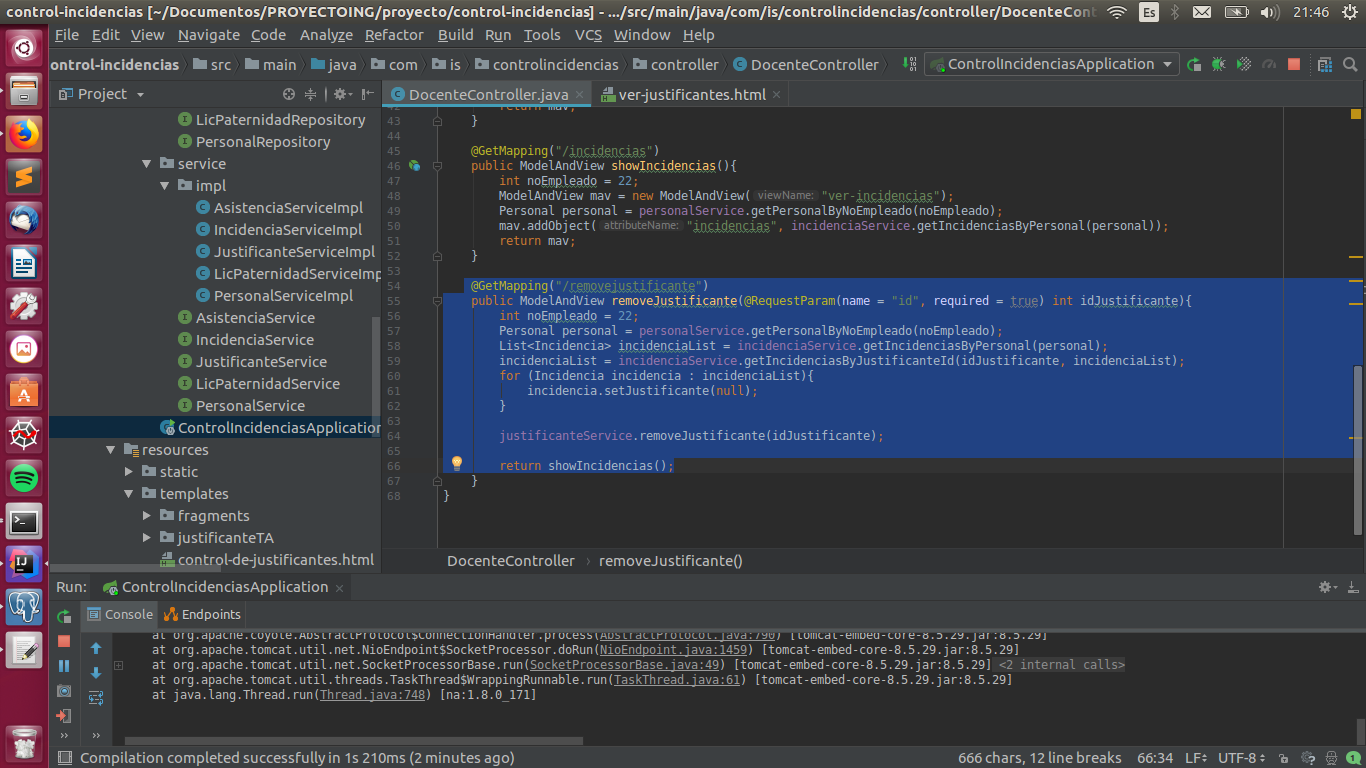 control-incidencias [~/Documentos/PROYECTOING/proyecto/control-incidencias] - .../src/main/java/com/is/controlincidencias/controller/DocenteCont
Es
21:46
File Edit View Navigate Code Analyze Refactor Build Run Tools VCS Window Help
ontrol-incidencias src main java com is controlincidencias controller DocenteController
ControlIncidenciasApplication
Project
DocenteController.java
ver-justificantes.html
LicPaternidadRepository
PersonalRepository
service
impl
AsistenciaServiceImpl
IncidenciaServiceImpl
JustificanteServiceImpl
LicPaternidadServiceImp
PersonalServiceImpl
AsistenciaService
IncidenciaService
JustificanteService
LicPaternidadService
PersonalService
ControlIncidenciasApplication
resources
static
templates
fragments
justificanteTA
control-de-justificantes.html
42 return mav;
43 }
44
45 @GetMapping("/incidencias")
46 public ModelAndView showIncidencias(){
47 int noEmpleado = 22;
48 ModelAndView mav = new ModelAndView( viewName: "ver-incidencias");
49 Personal personal = personalService.getPersonalByNoEmpleado(noEmpleado);
50 mav.addObject( attributeName: "incidencias", incidenciaService.getIncidenciasByPersonal(personal));
51 return mav;
52 }
53
54 @GetMapping("/removejustificante")
55 public ModelAndView removeJustificante(@RequestParam(name = "id", required = true) int idJustificante){
56 int noEmpleado = 22;
57 Personal personal = personalService.getPersonalByNoEmpleado(noEmpleado);
58 List<Incidencia> incidenciaList = incidenciaService.getIncidenciasByPersonal(personal);
59 incidenciaList = incidenciaService.getIncidenciasByJustificanteId(idJustificante, incidenciaList);
60 for (Incidencia incidencia : incidenciaList){
61 incidencia.setJustificante(null);
62 }
63
64 justificanteService.removeJustificante(idJustificante);
65
66 return showIncidencias();
67 }
68 }
DocenteController removeJustificante()
Run: ControlIncidenciasApplication
Console Endpoints
at org.apache.coyote.AbstractProtocol$ConnectionHandler.process(AbstractProtocol.java:790) [tomcat-embed-core-8.5.29.jar:8.5.29]
at org.apache.tomcat.util.net.NioEndpoint$SocketProcessor.doRun(NioEndpoint.java:1459) [tomcat-embed-core-8.5.29.jar:8.5.29]
at org.apache.tomcat.util.net.SocketProcessorBase.run(SocketProcessorBase.java:49) [tomcat-embed-core-8.5.29.jar:8.5.29] <2 internal calls>
at org.apache.tomcat.util.threads.TaskThread$WrappingRunnable.run(TaskThread.java:61) [tomcat-embed-core-8.5.29.jar:8.5.29]
at java.lang.Thread.run(Thread.java:748) [na:1.8.0_171]
Compilation completed successfully in 1s 210ms (2 minutes ago)
666 chars, 12 line breaks 66:34 LF UTF-8 1